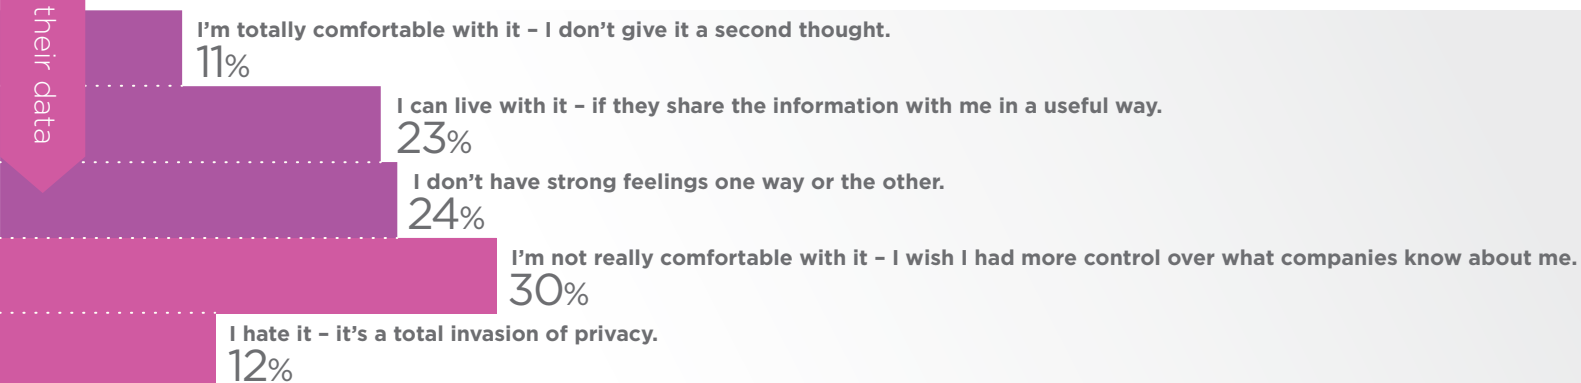 their data
I’m totally comfortable with it – I don’t give it a second thought.
11%
I can live with it – if they share the information with me in a useful way.
23%
I don’t have strong feelings one way or the other.
24%
I’m not really comfortable with it – I wish I had more control over what companies know about me.
30%
I hate it – it’s a total invasion of privacy.
12%